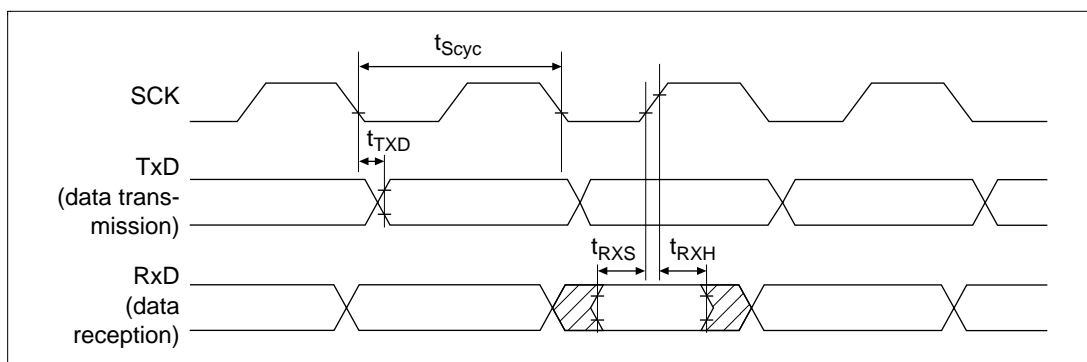 tScyc
SCK
tTXD
TxD
(data trans-
mission)
tRXS
tRXH
RxD
(data
reception)